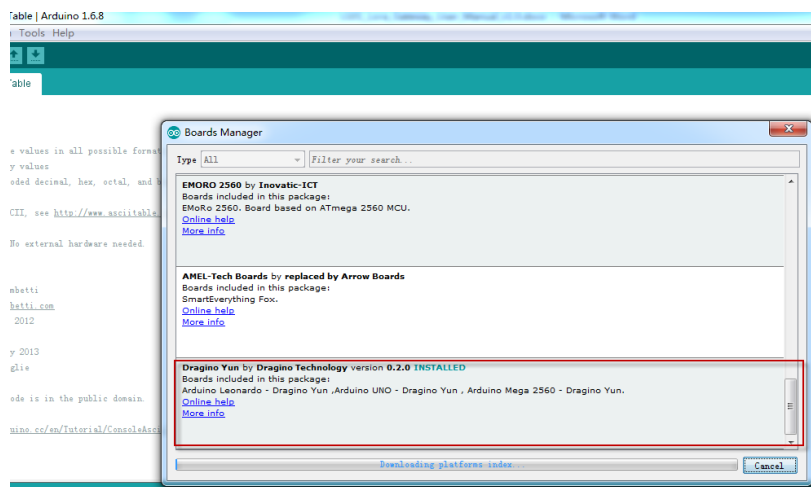 Table | Arduino 1.6.8
Tools Help
Table
e values in all possible format
y values
oded decimal, hex, octal, and b
CII, see http://www.asciitable.
No external hardware needed.
mbetti
betti.com
2012
y 2013
glie
ode is in the public domain.
uino.cc/en/Tutorial/ConsoleAsci
Boards Manager
Type All Filter your search...
EMORO 2560 by Inovatic-ICT
Boards included in this package:
EMoRo 2560. Board based on ATmega 2560 MCU.
Online help
More info
AMEL-Tech Boards by replaced by Arrow Boards
Boards included in this package:
SmartEverything Fox.
Online help
More info
Dragino Yun by Dragino Technology version 0.2.0 INSTALLED
Boards included in this package:
Arduino Leonardo - Dragino Yun ,Arduino UNO - Dragino Yun , Arduino Mega 2560 - Dragino Yun.
Online help
More info
Downloading platforms index...
Cancel